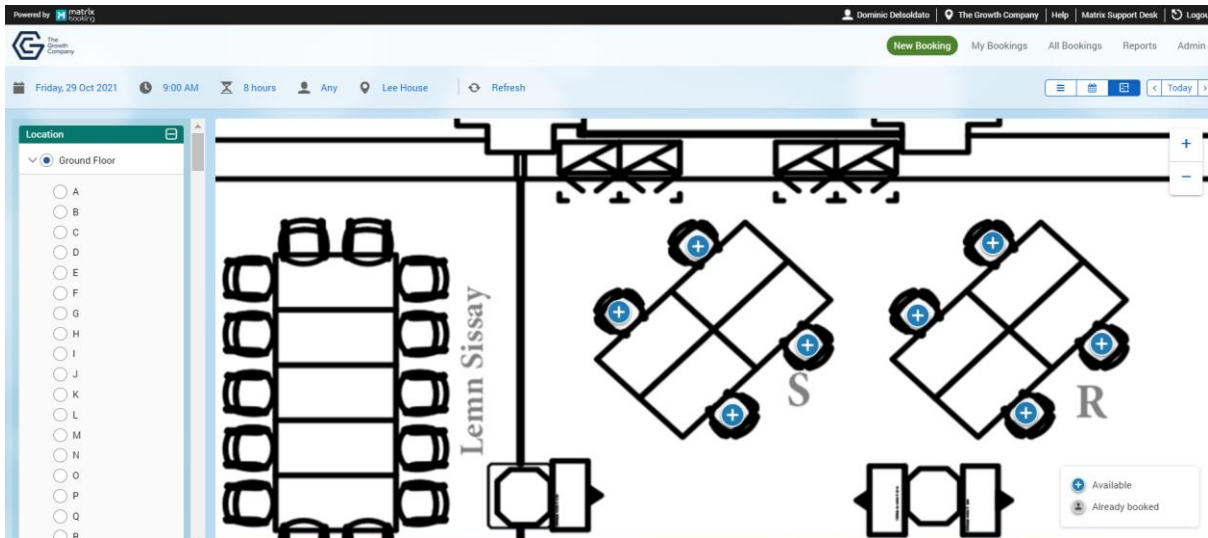 Powered by matrix booking
Dominic Delsoldato The Growth Company Help Matrix Support Desk Logou
The Growth Company
New Booking My Bookings All Bookings Reports Admin
Friday, 29 Oct 2021 9:00 AM 8 hours Any Lee House Refresh
Today
Location
Ground Floor
A
B
C
D
E
F
G
H
I
J
K
L
M
N
O
P
Q
R
Lemn Sissay
S
R
Available
Already booked